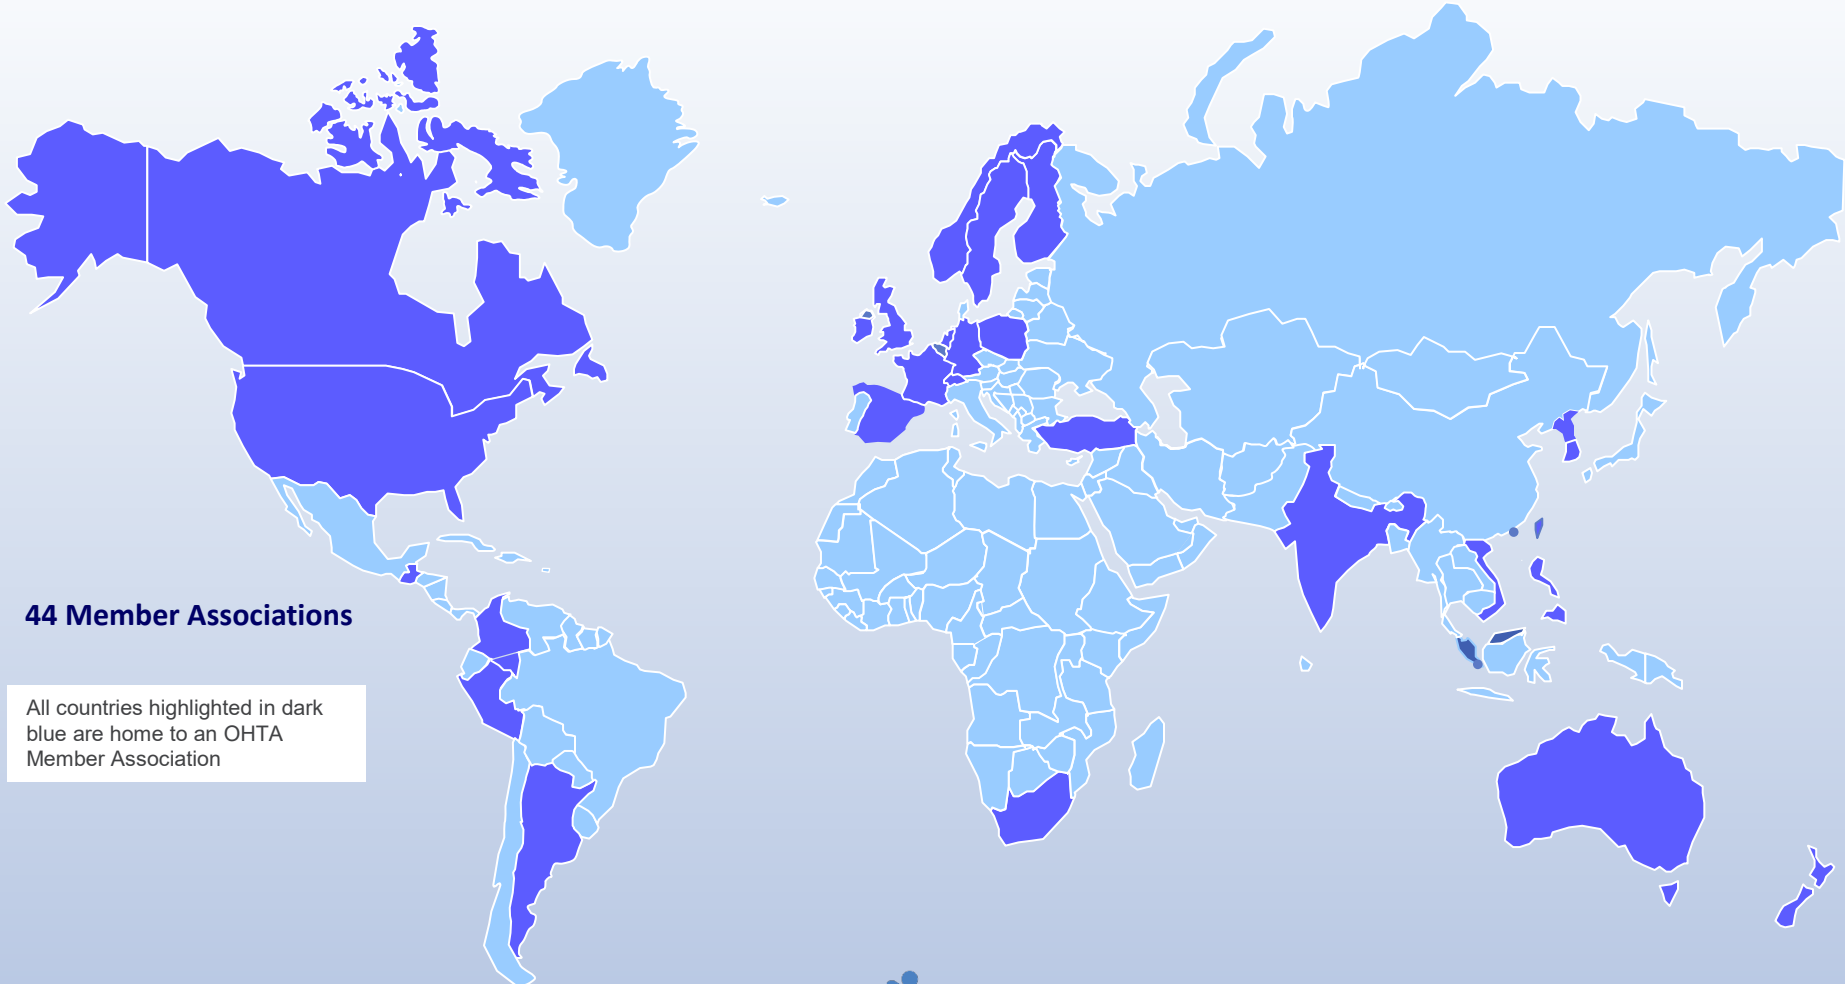 44 Member Associations
All countries highlighted in dark
blue are home to an OHTA
Member Association